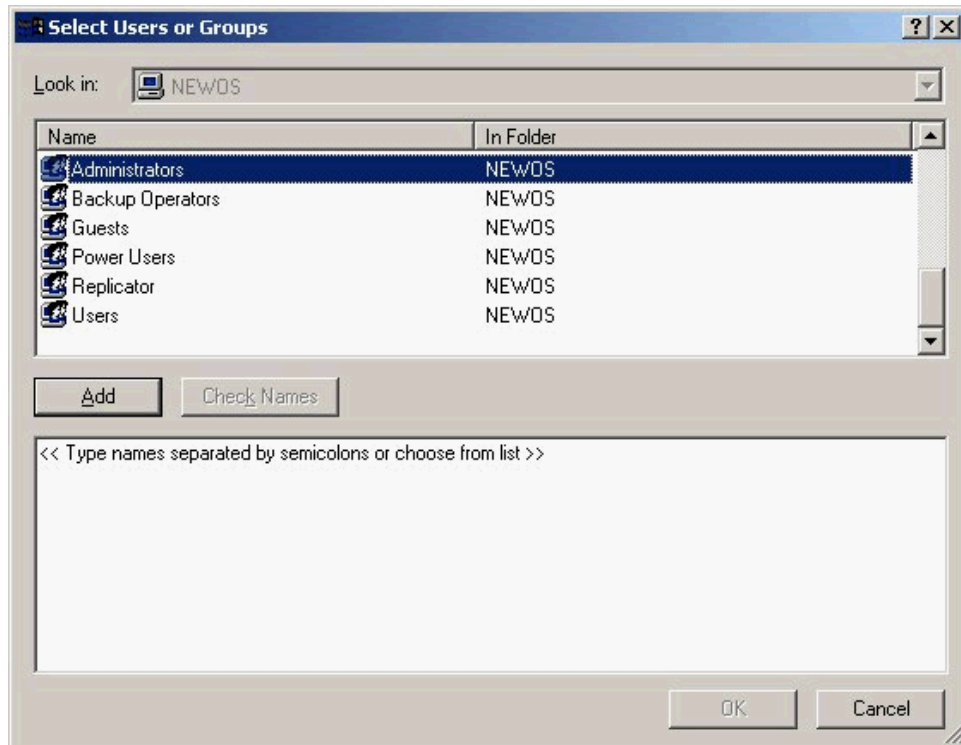 Select Users or Groups
Look in: NEWOS
Name In Folder
Administrators NEWOS
Backup Operators NEWOS
Guests NEWOS
Power Users NEWOS
Replicator NEWOS
Users NEWOS
Add Check Names
<< Type names separated by semicolons or choose from list >>
OK Cancel